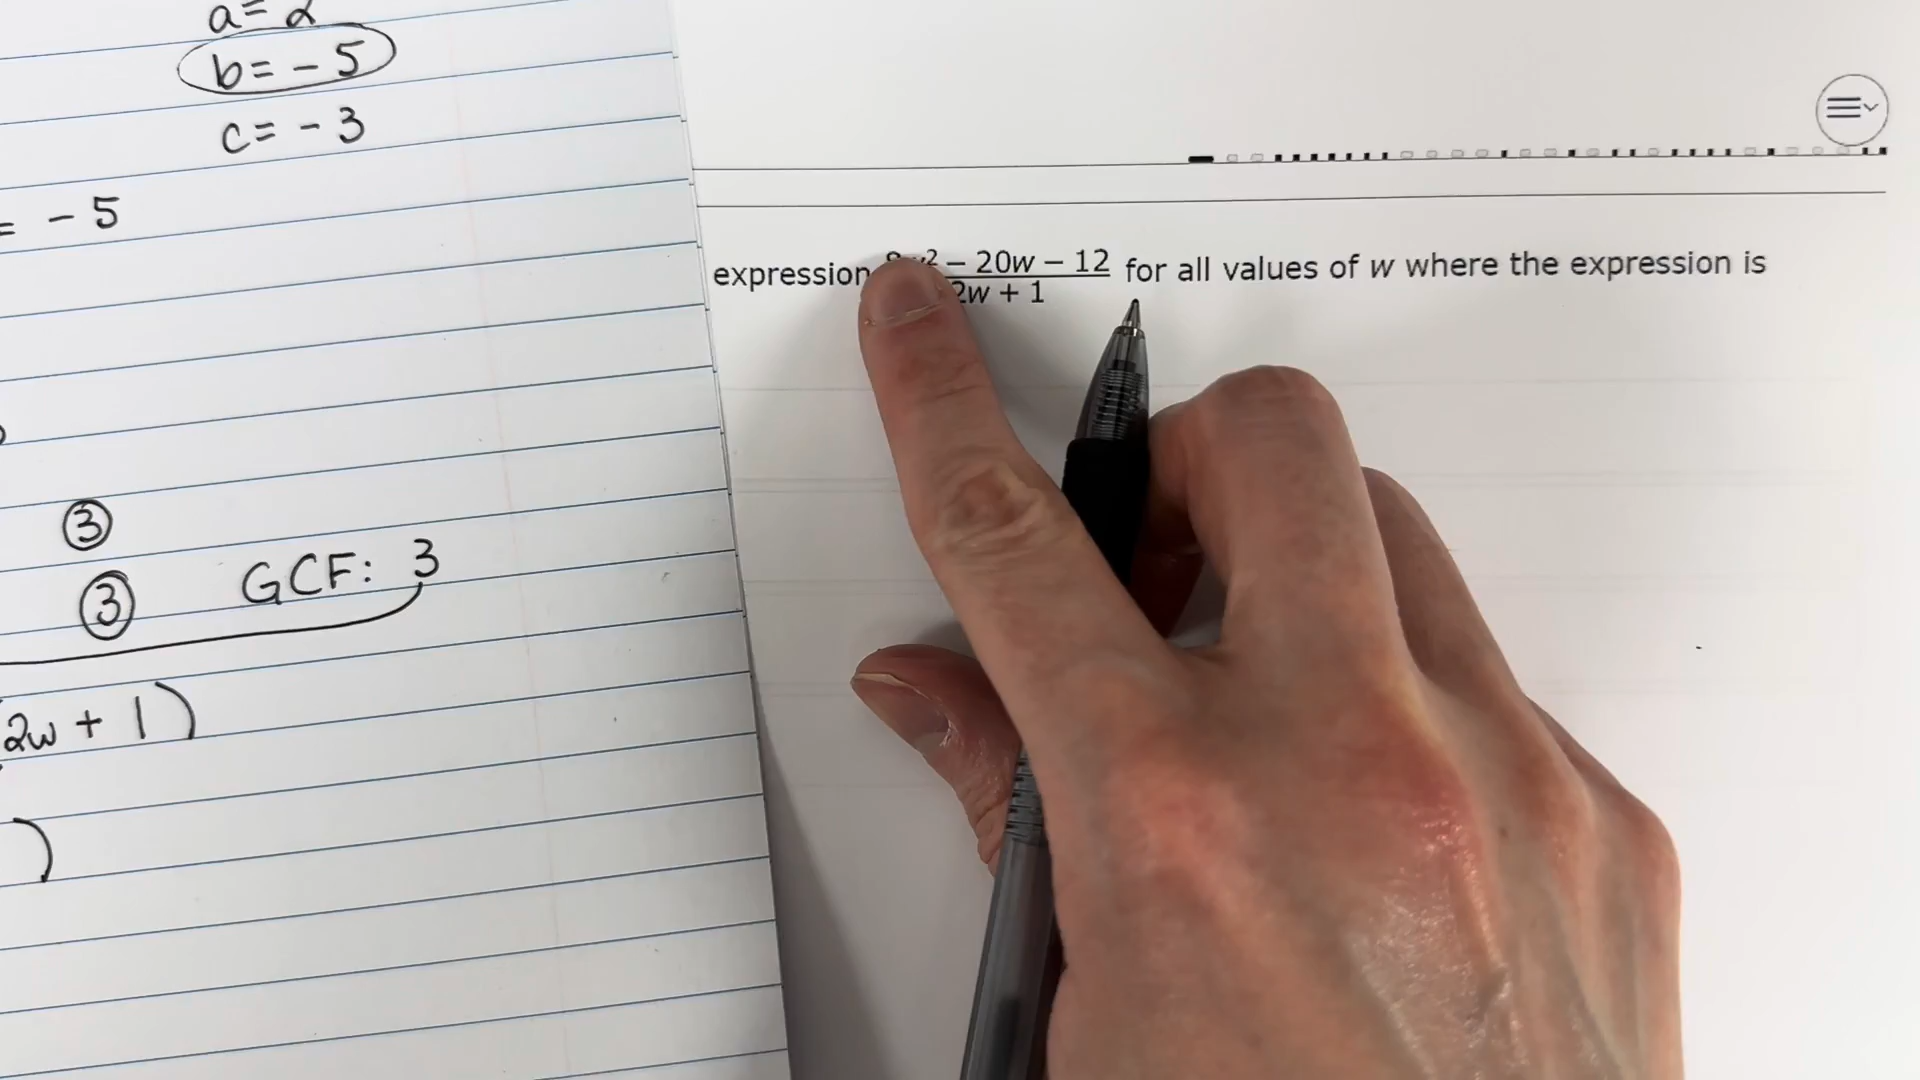 a = 2
b = - 5
c = - 3
= - 5
3
3 GCF: 3
2w + 1)
)
expression 8w² − 20w − 12 for all values of w where the expression is
2w + 1